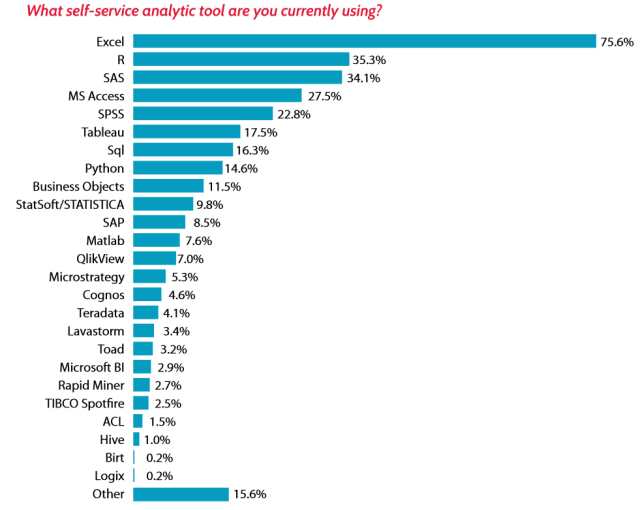 What self-service analytic tool are you currently using?
Excel 75.6%
R 35.3%
SAS 34.1%
MS Access 27.5%
SPSS 22.8%
Tableau 17.5%
Sql 16.3%
Python 14.6%
Business Objects 11.5%
StatSoft/STATISTICA 9.8%
SAP 8.5%
Matlab 7.6%
QlikView 7.0%
Microstrategy 5.3%
Cognos 4.6%
Teradata 4.1%
Lavastorm 3.4%
Toad 3.2%
Microsoft BI 2.9%
Rapid Miner 2.7%
TIBCO Spotfire 2.5%
ACL 1.5%
Hive 1.0%
Birt 0.2%
Logix 0.2%
Other 15.6%